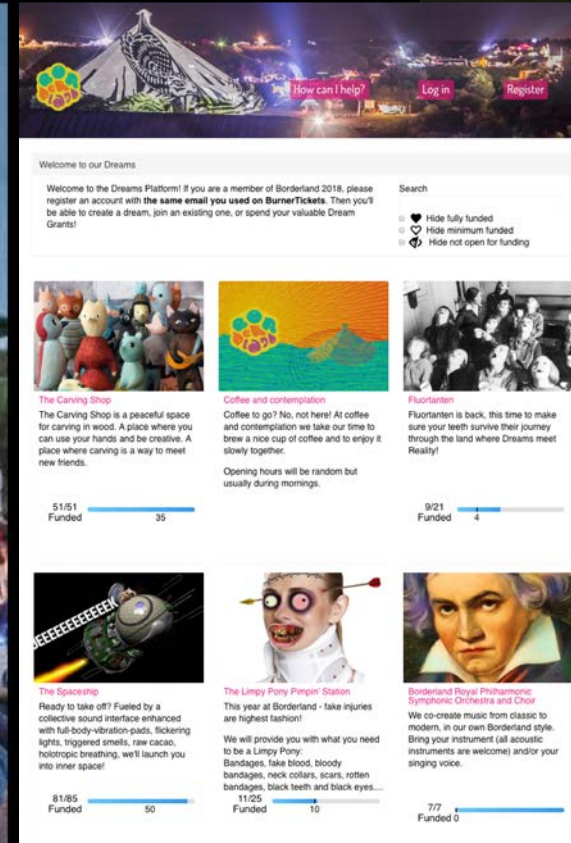 How can I help?
Log in
Register
Welcome to our Dreams
Welcome to the Dreams Platform! If you are a member of Borderland 2018, please
register an account with the same email you used on BurnerTickets. Then you'll
be able to create a dream, join an existing one, or spend your valuable Dream
Grants!
Search
Hide fully funded
Hide minimum funded
Hide not open for funding
The Carving Shop
The Carving Shop is a peaceful space
for carving in wood. A place where you
can use your hands and be creative. A
place where carving is a way to meet
new friends.
51/51
Funded
35
Coffee and contemplation
Coffee to go? No, not here! At coffee
and contemplation we take our time to
brew a nice cup of coffee and to enjoy it
slowly together.
Opening hours will be random but
usually during mornings.
Fluortanten
Fluortanten is back, this time to make
sure your teeth survive their journey
through the land where Dreams meet
Reality!
9/21
Funded
4
EEEEEEEEEEK
The Spaceship
Ready to take off? Fueled by a
collective sound interface enhanced
with full-body-vibration-pads, flickering
lights, triggered smells, raw cacao,
holotropic breathing, we'll launch you
into inner space!
81/85
Funded
50
The Limpy Pony Pimpin' Station
This year at Borderland - fake injuries
are highest fashion!
We will provide you with what you need
to be a Limpy Pony:
Bandages, fake blood, bloody
bandages, neck collars, scars, rotten
bandages, black teeth and black eyes....
11/25
Funded
10
Borderland Royal Philharmonic
Symphonic Orchestra and Choir
We co-create music from classic to
modern, in our own Borderland style.
Bring your instrument (all acoustic
instruments are welcome) and/or your
singing voice.
7/7
Funded 0